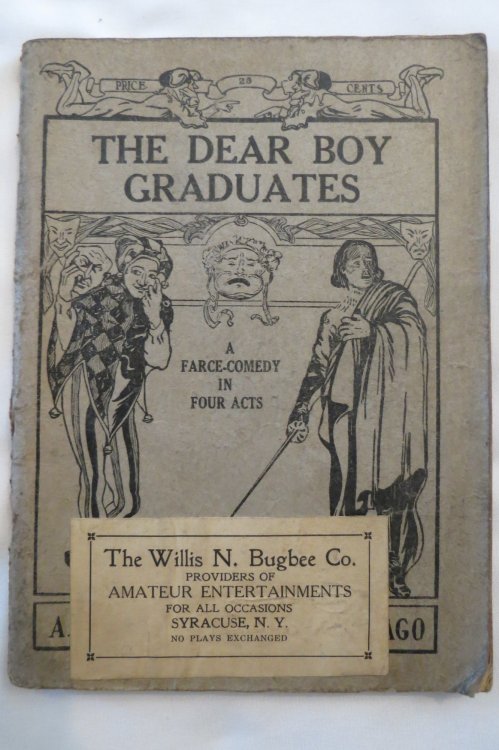 PRICE 25 CENTS
THE DEAR BOY
GRADUATES
A
FARCE-COMEDY
IN
FOUR ACTS
The Willis N. Bugbee Co.
PROVIDERS OF
AMATEUR ENTERTAINMENTS
FOR ALL OCCASIONS
SYRACUSE, N. Y.
NO PLAYS EXCHANGED
A. AGO